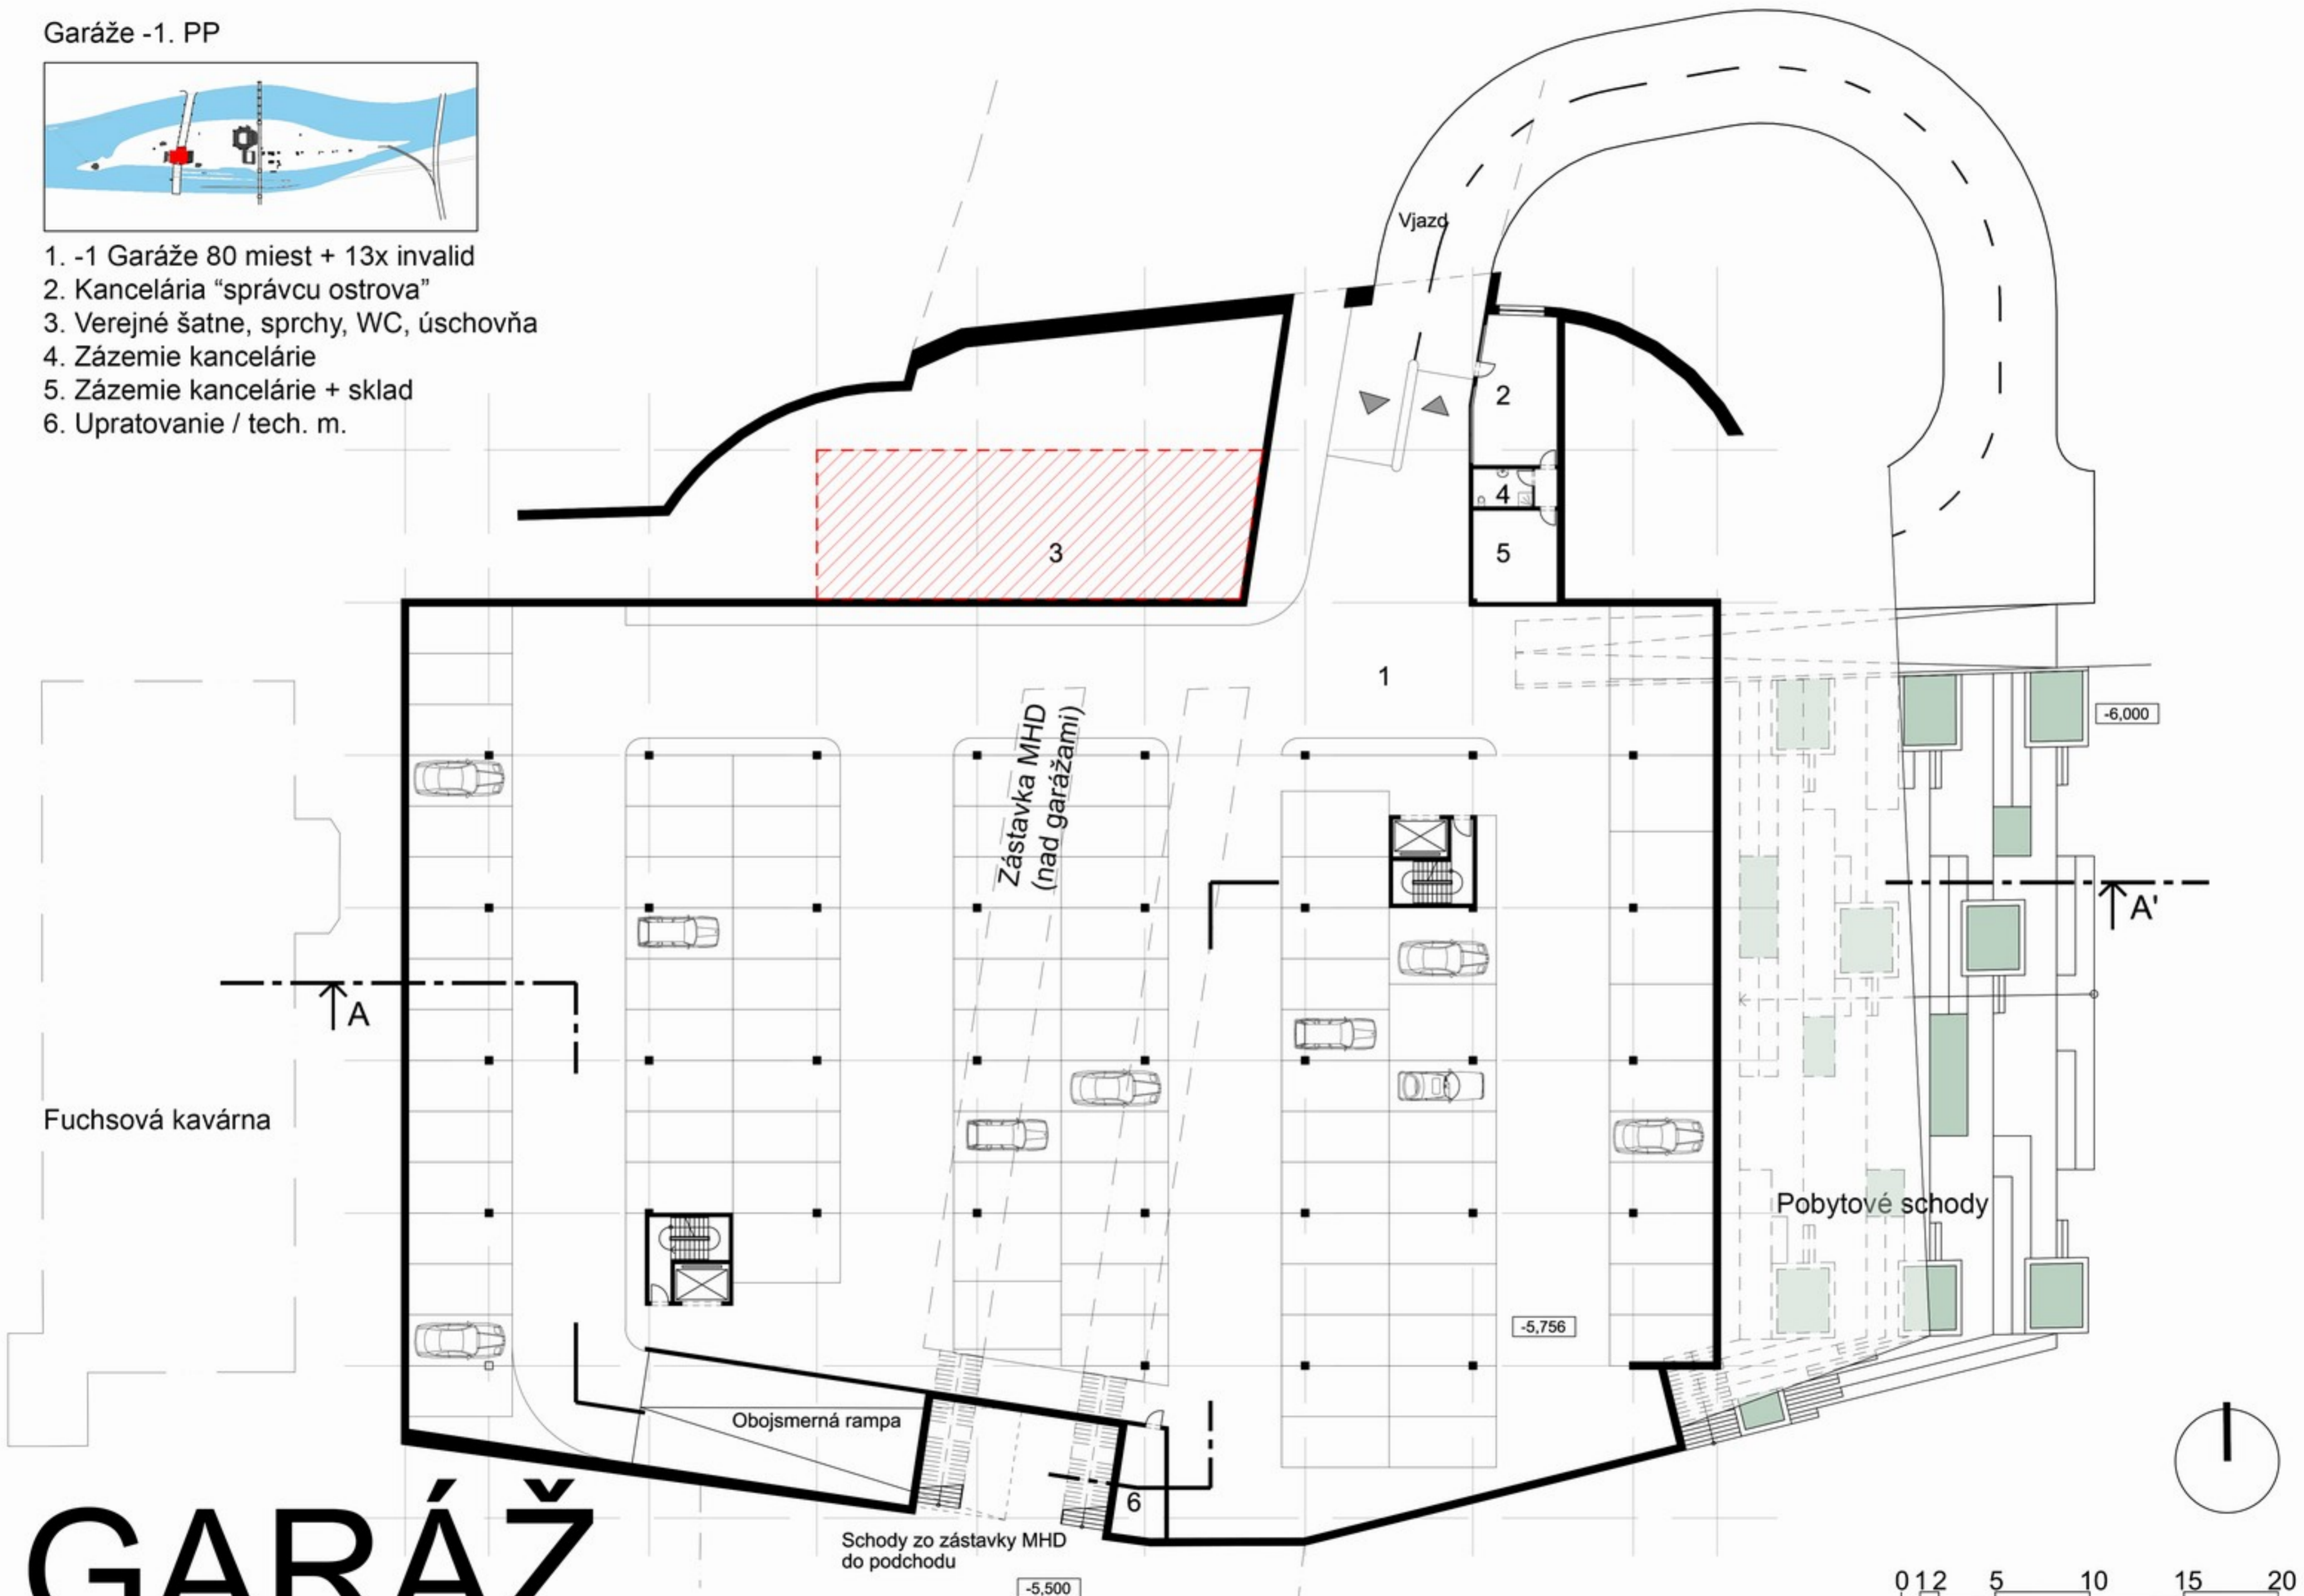 Garáže -1. PP
1. -1 Garáže 80 miest + 13x invalid
2. Kancelária “správcu ostrova”
3. Verejné šatne, sprchy, WC, úschovňa
4. Zázemie kancelárie
5. Zázemie kancelárie + sklad
6. Upratovanie / tech. m.
Vjazd
2
4
5
3
1
Zástavka MHD
(nad garážami)
-6,000
A'
A
Fuchsová kavárna
Pobytové schody
-5,756
Obojsmerná rampa
6
Schody zo zástavky MHD
do podchodu
-5,500
GARÁŽ
0 1 2 5 10 15 20